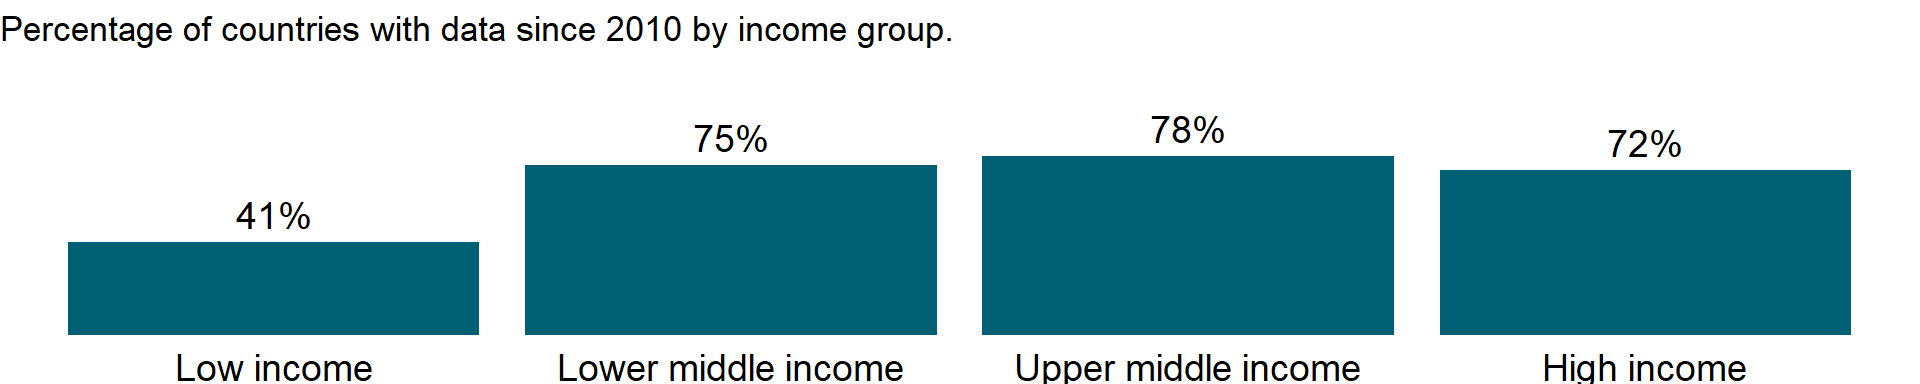 Percentage of countries with data since 2010 by income group.
41%
75%
78%
72%
Low income
Lower middle income
Upper middle income
High income